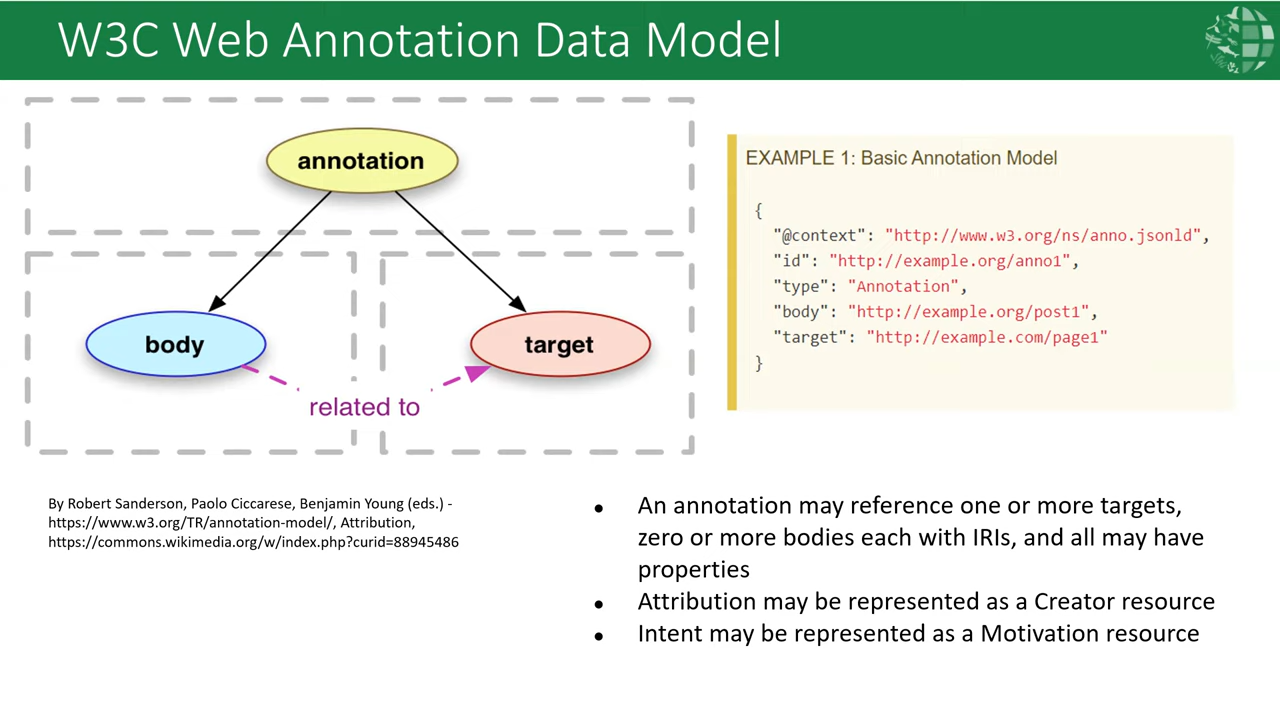 W3C Web Annotation Data Model
annotation
body
target
related to
EXAMPLE 1: Basic Annotation Model
{
"@context": "http://www.w3.org/ns/anno.jsonld",
"id": "http://example.org/anno1",
"type": "Annotation",
"body": "http://example.org/post1",
"target": "http://example.com/page1"
}
By Robert Sanderson, Paolo Ciccarese, Benjamin Young (eds.) -
https://www.w3.org/TR/annotation-model/, Attribution,
https://commons.wikimedia.org/w/index.php?curid=88945486
• An annotation may reference one or more targets,
zero or more bodies each with IRIs, and all may have
properties
• Attribution may be represented as a Creator resource
• Intent may be represented as a Motivation resource